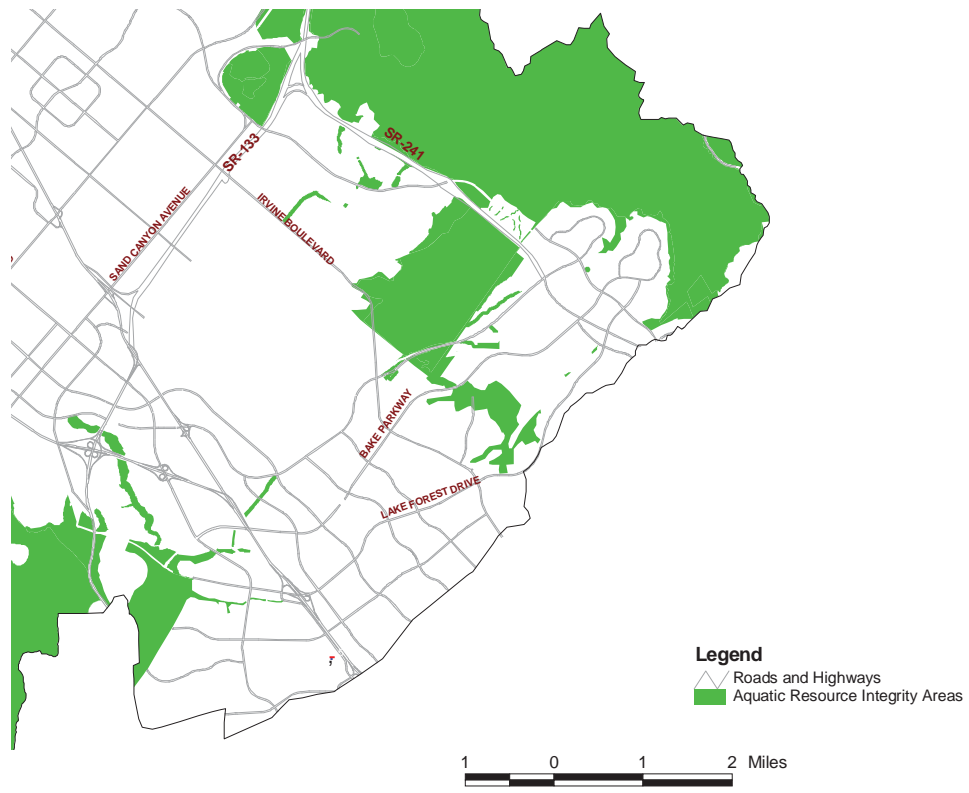 SR-241
SR-133
SAND CANYON AVENUE
IRVINE BOULEVARD
BAKE PARKWAY
LAKE FOREST DRIVE
Legend
Roads and Highways
Aquatic Resource Integrity Areas
1 0 1 2 Miles